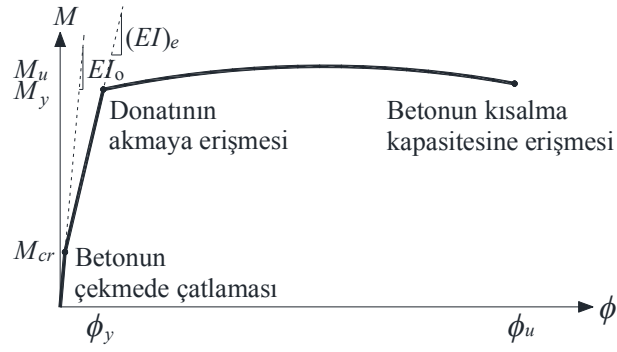 M
(EI)e
EIo
Mu
My
Donatının
akmaya erişmesi
Betonun kısalma
kapasitesine erişmesi
Mcr
Betonun
çekmede çatlaması
ϕy
ϕu
ϕ